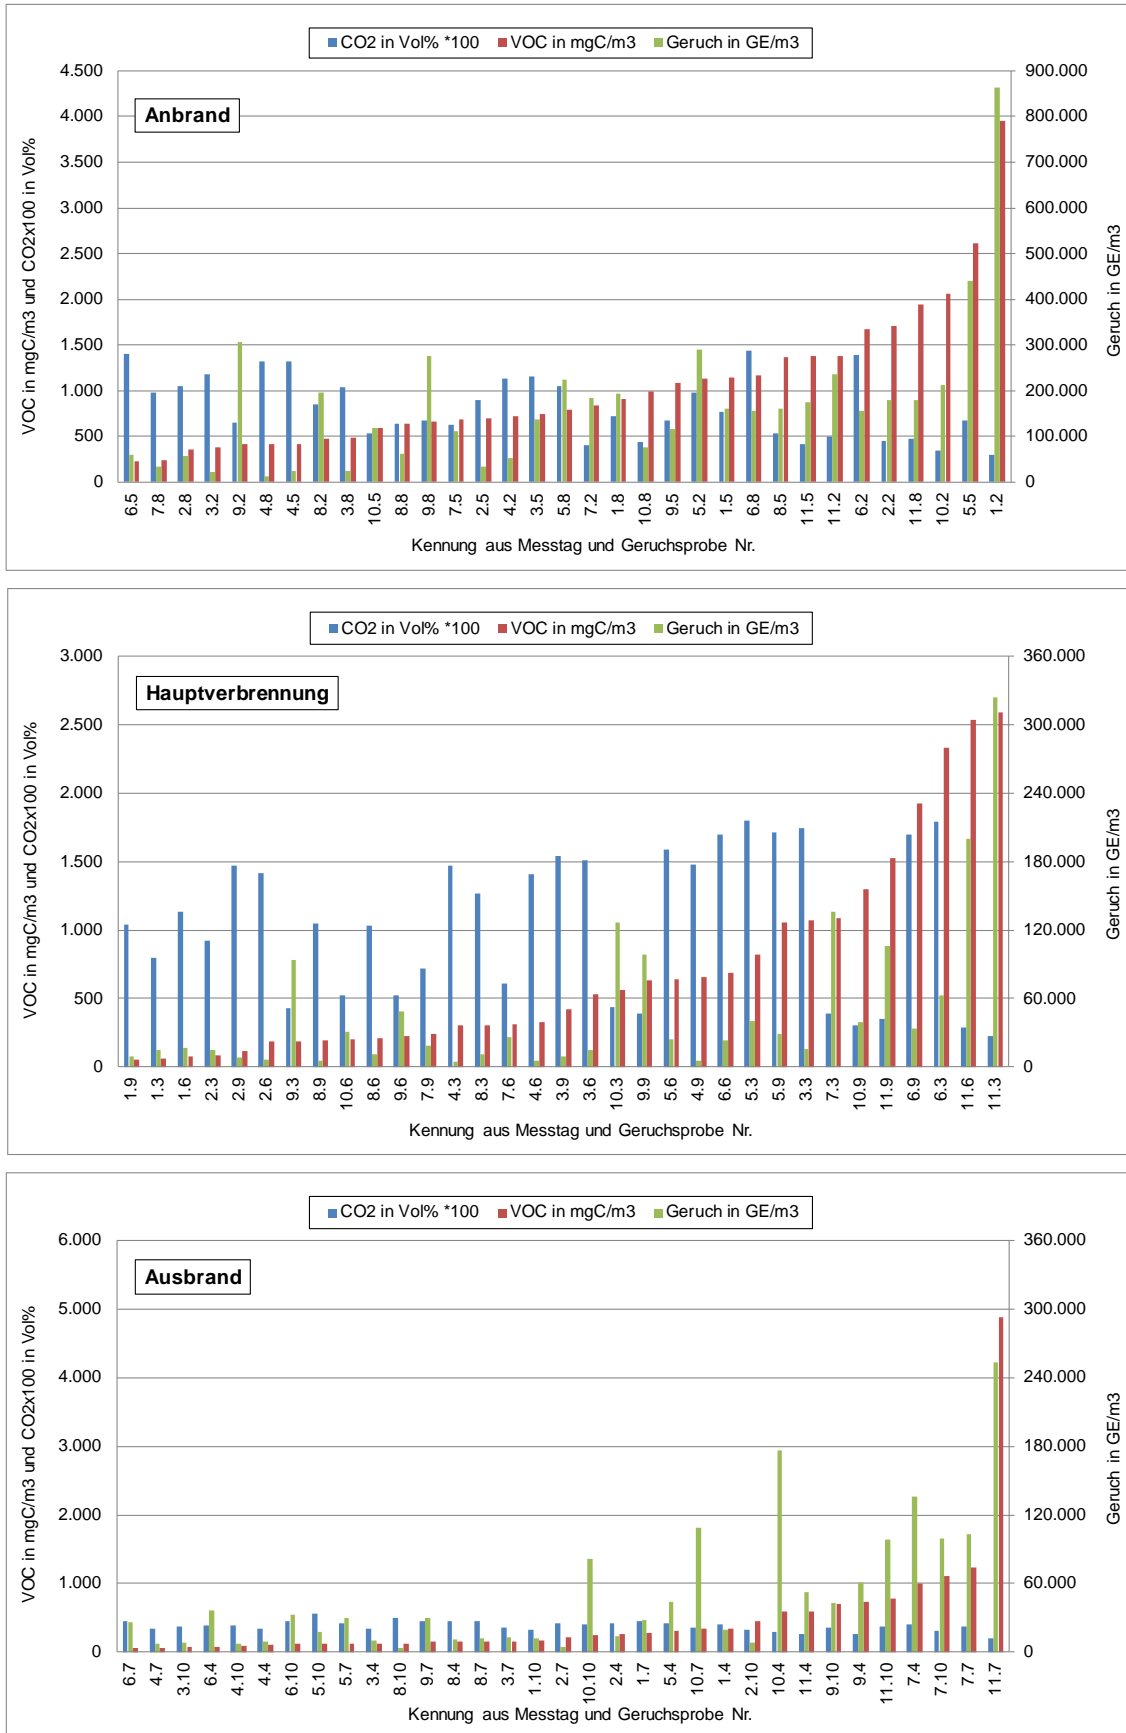 CO2 in Vol% *100 VOC in mgC/m3 Geruch in GE/m3
Anbrand
VOC in mgC/m3 und CO2x100 in Vol%
4.500
4.000
3.500
3.000
2.500
2.000
1.500
1.000
500
0
900.000
800.000
700.000
600.000
500.000
400.000
300.000
200.000
100.000
0
Geruch in GE/m3
6.5 7.8 2.8 3.2 9.2 4.8 4.5 8.2 3.8 10.5 8.8 9.8 7.5 2.5 4.2 3.5 5.8 7.2 1.8 10.8 9.5 5.2 1.5 6.8 8.5 11.5 11.2 6.2 2.2 11.8 10.2 5.5 1.2
Kennung aus Messtag und Geruchsprobe Nr.
CO2 in Vol% *100 VOC in mgC/m3 Geruch in GE/m3
Hauptverbrennung
VOC in mgC/m3 und CO2x100 in Vol%
3.000
2.500
2.000
1.500
1.000
500
0
360.000
300.000
240.000
180.000
120.000
60.000
0
Geruch in GE/m3
1.9 1.3 1.6 2.3 2.9 2.6 9.3 8.9 10.6 8.6 9.6 7.9 4.3 8.3 7.6 4.6 3.9 3.6 10.3 9.9 5.6 4.9 6.6 5.3 5.9 3.3 7.3 10.9 11.9 6.9 6.3 11.6 11.3
Kennung aus Messtag und Geruchsprobe Nr.
CO2 in Vol% *100 VOC in mgC/m3 Geruch in GE/m3
Ausbrand
VOC in mgC/m3 und CO2x100 in Vol%
6.000
5.000
4.000
3.000
2.000
1.000
0
360.000
300.000
240.000
180.000
120.000
60.000
0
Geruch in GE/m3
6.7 4.7 3.10 6.4 4.10 4.4 6.10 5.10 5.7 3.4 8.10 9.7 8.4 8.7 3.7 1.10 2.7 10.10 2.4 1.7 5.4 10.7 1.4 2.10 10.4 11.4 9.10 9.4 11.10 7.4 7.10 7.7 11.7
Kennung aus Messtag und Geruchsprobe Nr.